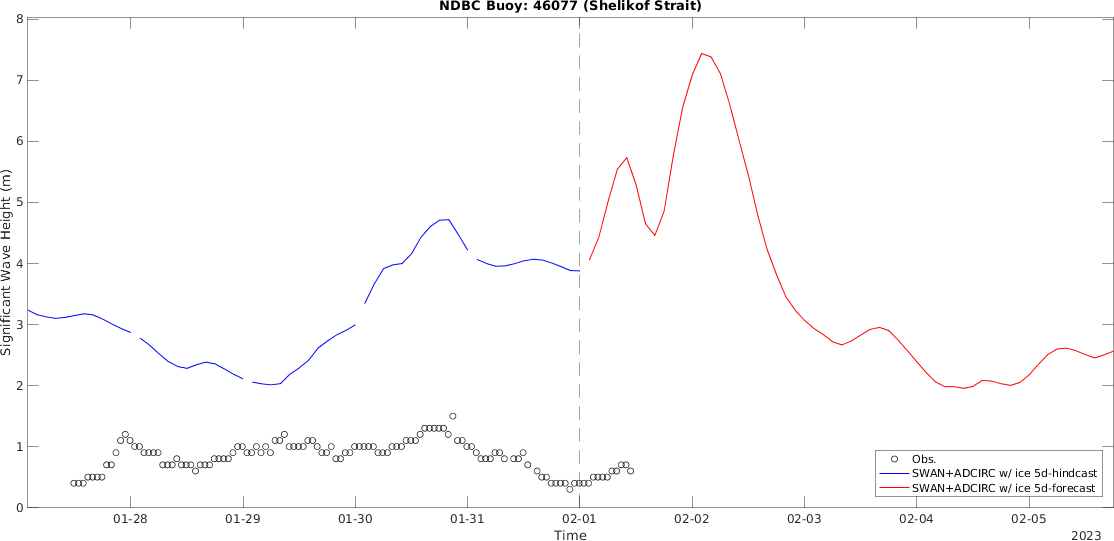 NDBC Buoy: 46077 (Shelikof Strait)
8
7
6
5
4
3
2
1
0
Significant Wave Height (m)
Obs.
SWAN+ADCIRC w/ ice 5d-hindcast
SWAN+ADCIRC w/ ice 5d-forecast
01-28 01-29 01-30 01-31 02-01 02-02 02-03 02-04 02-05
Time
2023